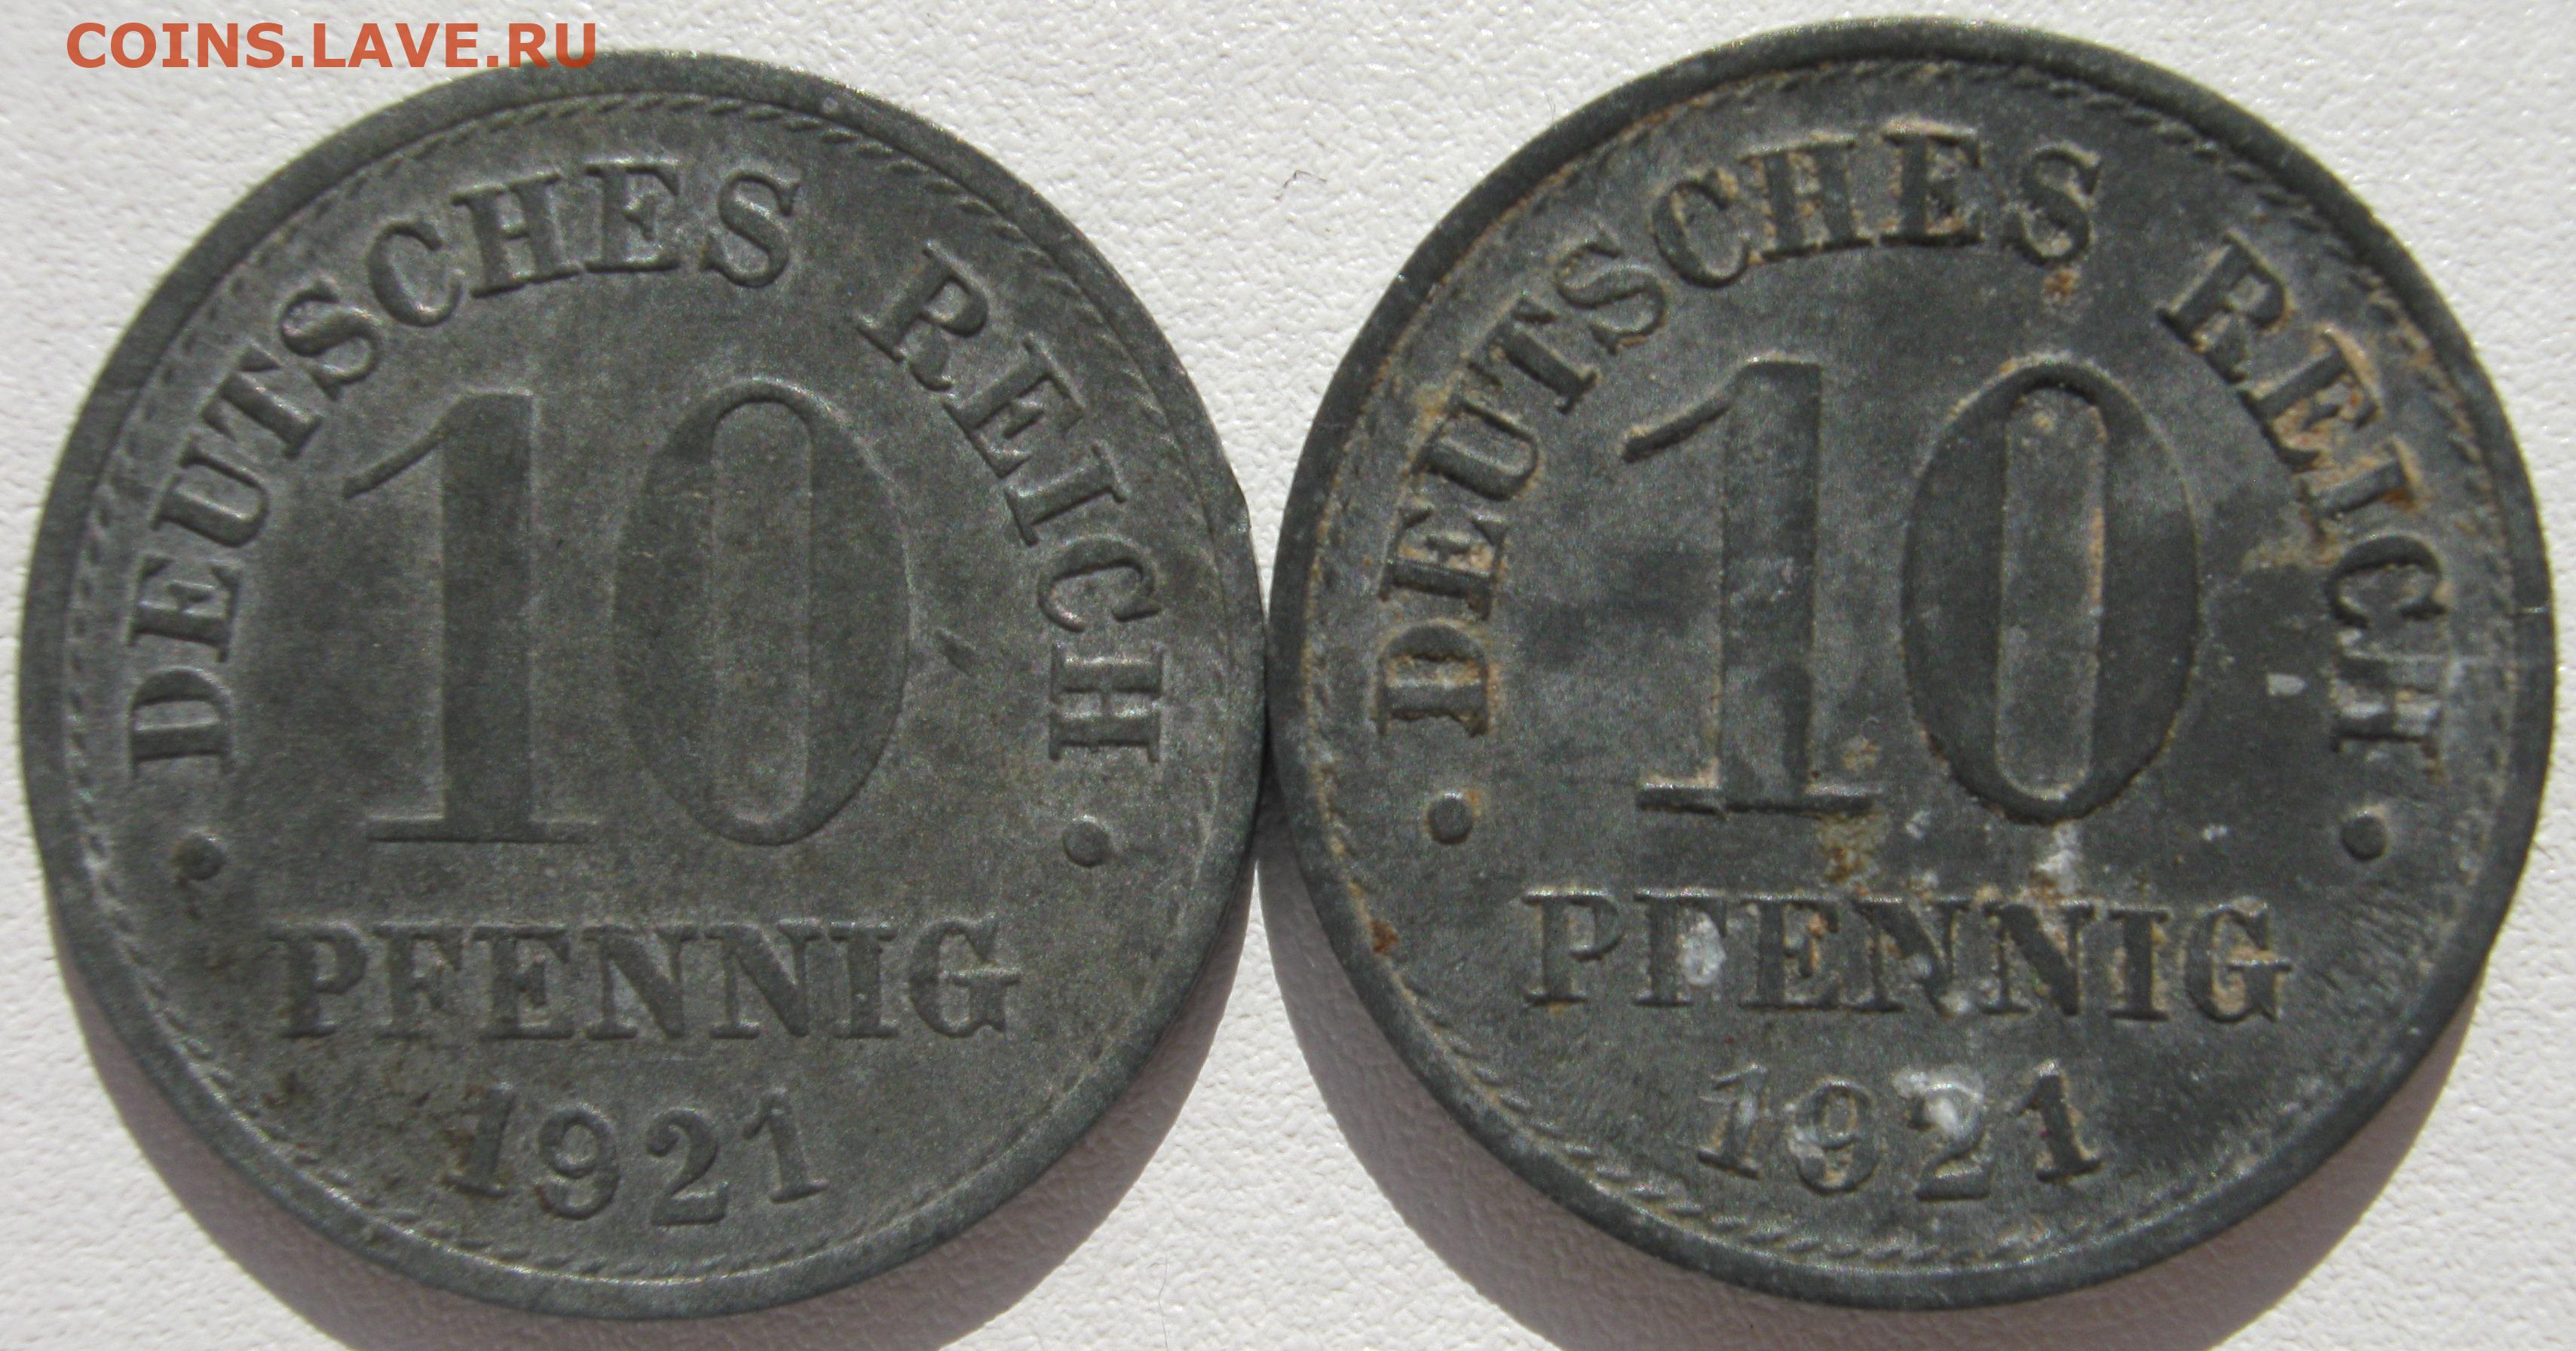 COINS.LAVE.RU
DEUTSCHES REICH
10
PFENNIG
1921
DEUTSCHES REICH
10
PFENNIG
1921